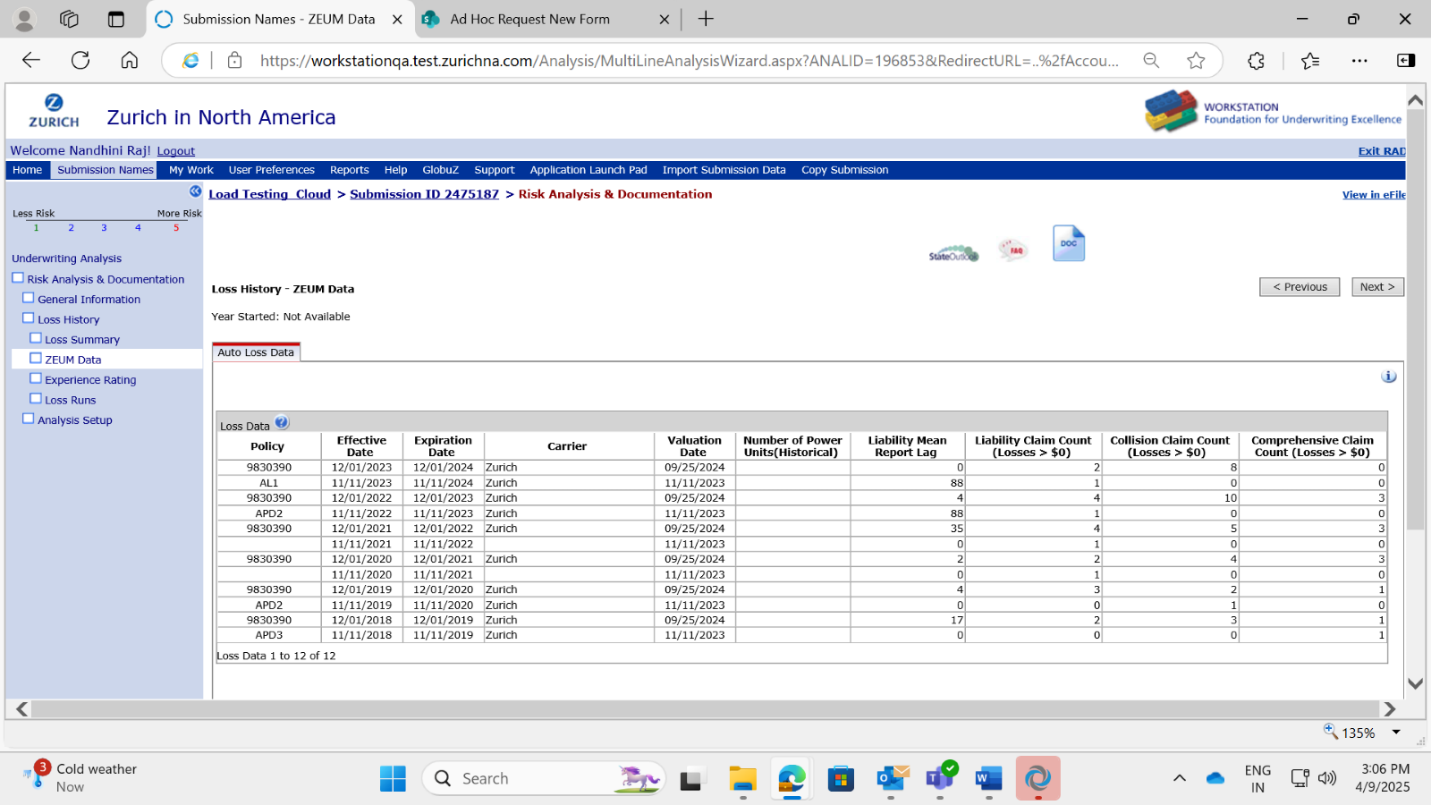 Submission Names - ZEUM Data
Ad Hoc Request New Form
https://workstationqa.test.zurichna.com/Analysis/MultiLineAnalysisWizard.aspx?ANALID=196853&RedirectURL=..%2fAccou...
ZURICH
Zurich in North America
WORKSTATION
Foundation for Underwriting Excellence
Welcome Nandhini Raj! Logout
Exit RAD
Home Submission Names My Work User Preferences Reports Help GlobuZ Support Application Launch Pad Import Submission Data Copy Submission
Load Testing_Cloud > Submission ID 2475187 > Risk Analysis & Documentation
View in eFile
Less Risk More Risk
1 2 3 4 5
StateOutlook FAQ DOC
Underwriting Analysis
Risk Analysis & Documentation
General Information
Loss History
Loss Summary
ZEUM Data
Experience Rating
Loss Runs
Analysis Setup
Loss History - ZEUM Data
< Previous Next >
Year Started: Not Available
Auto Loss Data
Loss Data
Policy Effective Date Expiration Date Carrier Valuation Date Number of Power Units(Historical) Liability Mean Report Lag Liability Claim Count (Losses > $0) Collision Claim Count (Losses > $0) Comprehensive Claim Count (Losses > $0)
9830390 12/01/2023 12/01/2024 Zurich 09/25/2024 0 2 8 0
AL1 11/11/2023 11/11/2024 Zurich 11/11/2023 88 1 0 0
9830390 12/01/2022 12/01/2023 Zurich 09/25/2024 4 4 10 3
APD2 11/11/2022 11/11/2023 Zurich 11/11/2023 88 1 0 0
9830390 12/01/2021 12/01/2022 Zurich 09/25/2024 35 4 5 3
11/11/2021 11/11/2022 11/11/2023 0 1 0 0
9830390 12/01/2020 12/01/2021 Zurich 09/25/2024 2 2 4 3
11/11/2020 11/11/2021 11/11/2023 0 1 0 0
9830390 12/01/2019 12/01/2020 Zurich 09/25/2024 4 3 2 1
APD2 11/11/2019 11/11/2020 Zurich 11/11/2023 0 0 1 0
9830390 12/01/2018 12/01/2019 Zurich 09/25/2024 17 2 3 1
APD3 11/11/2018 11/11/2019 Zurich 11/11/2023 0 0 0 1
Loss Data 1 to 12 of 12
135%
3
Cold weather
Now
Search
ENG
IN
3:06 PM
4/9/2025